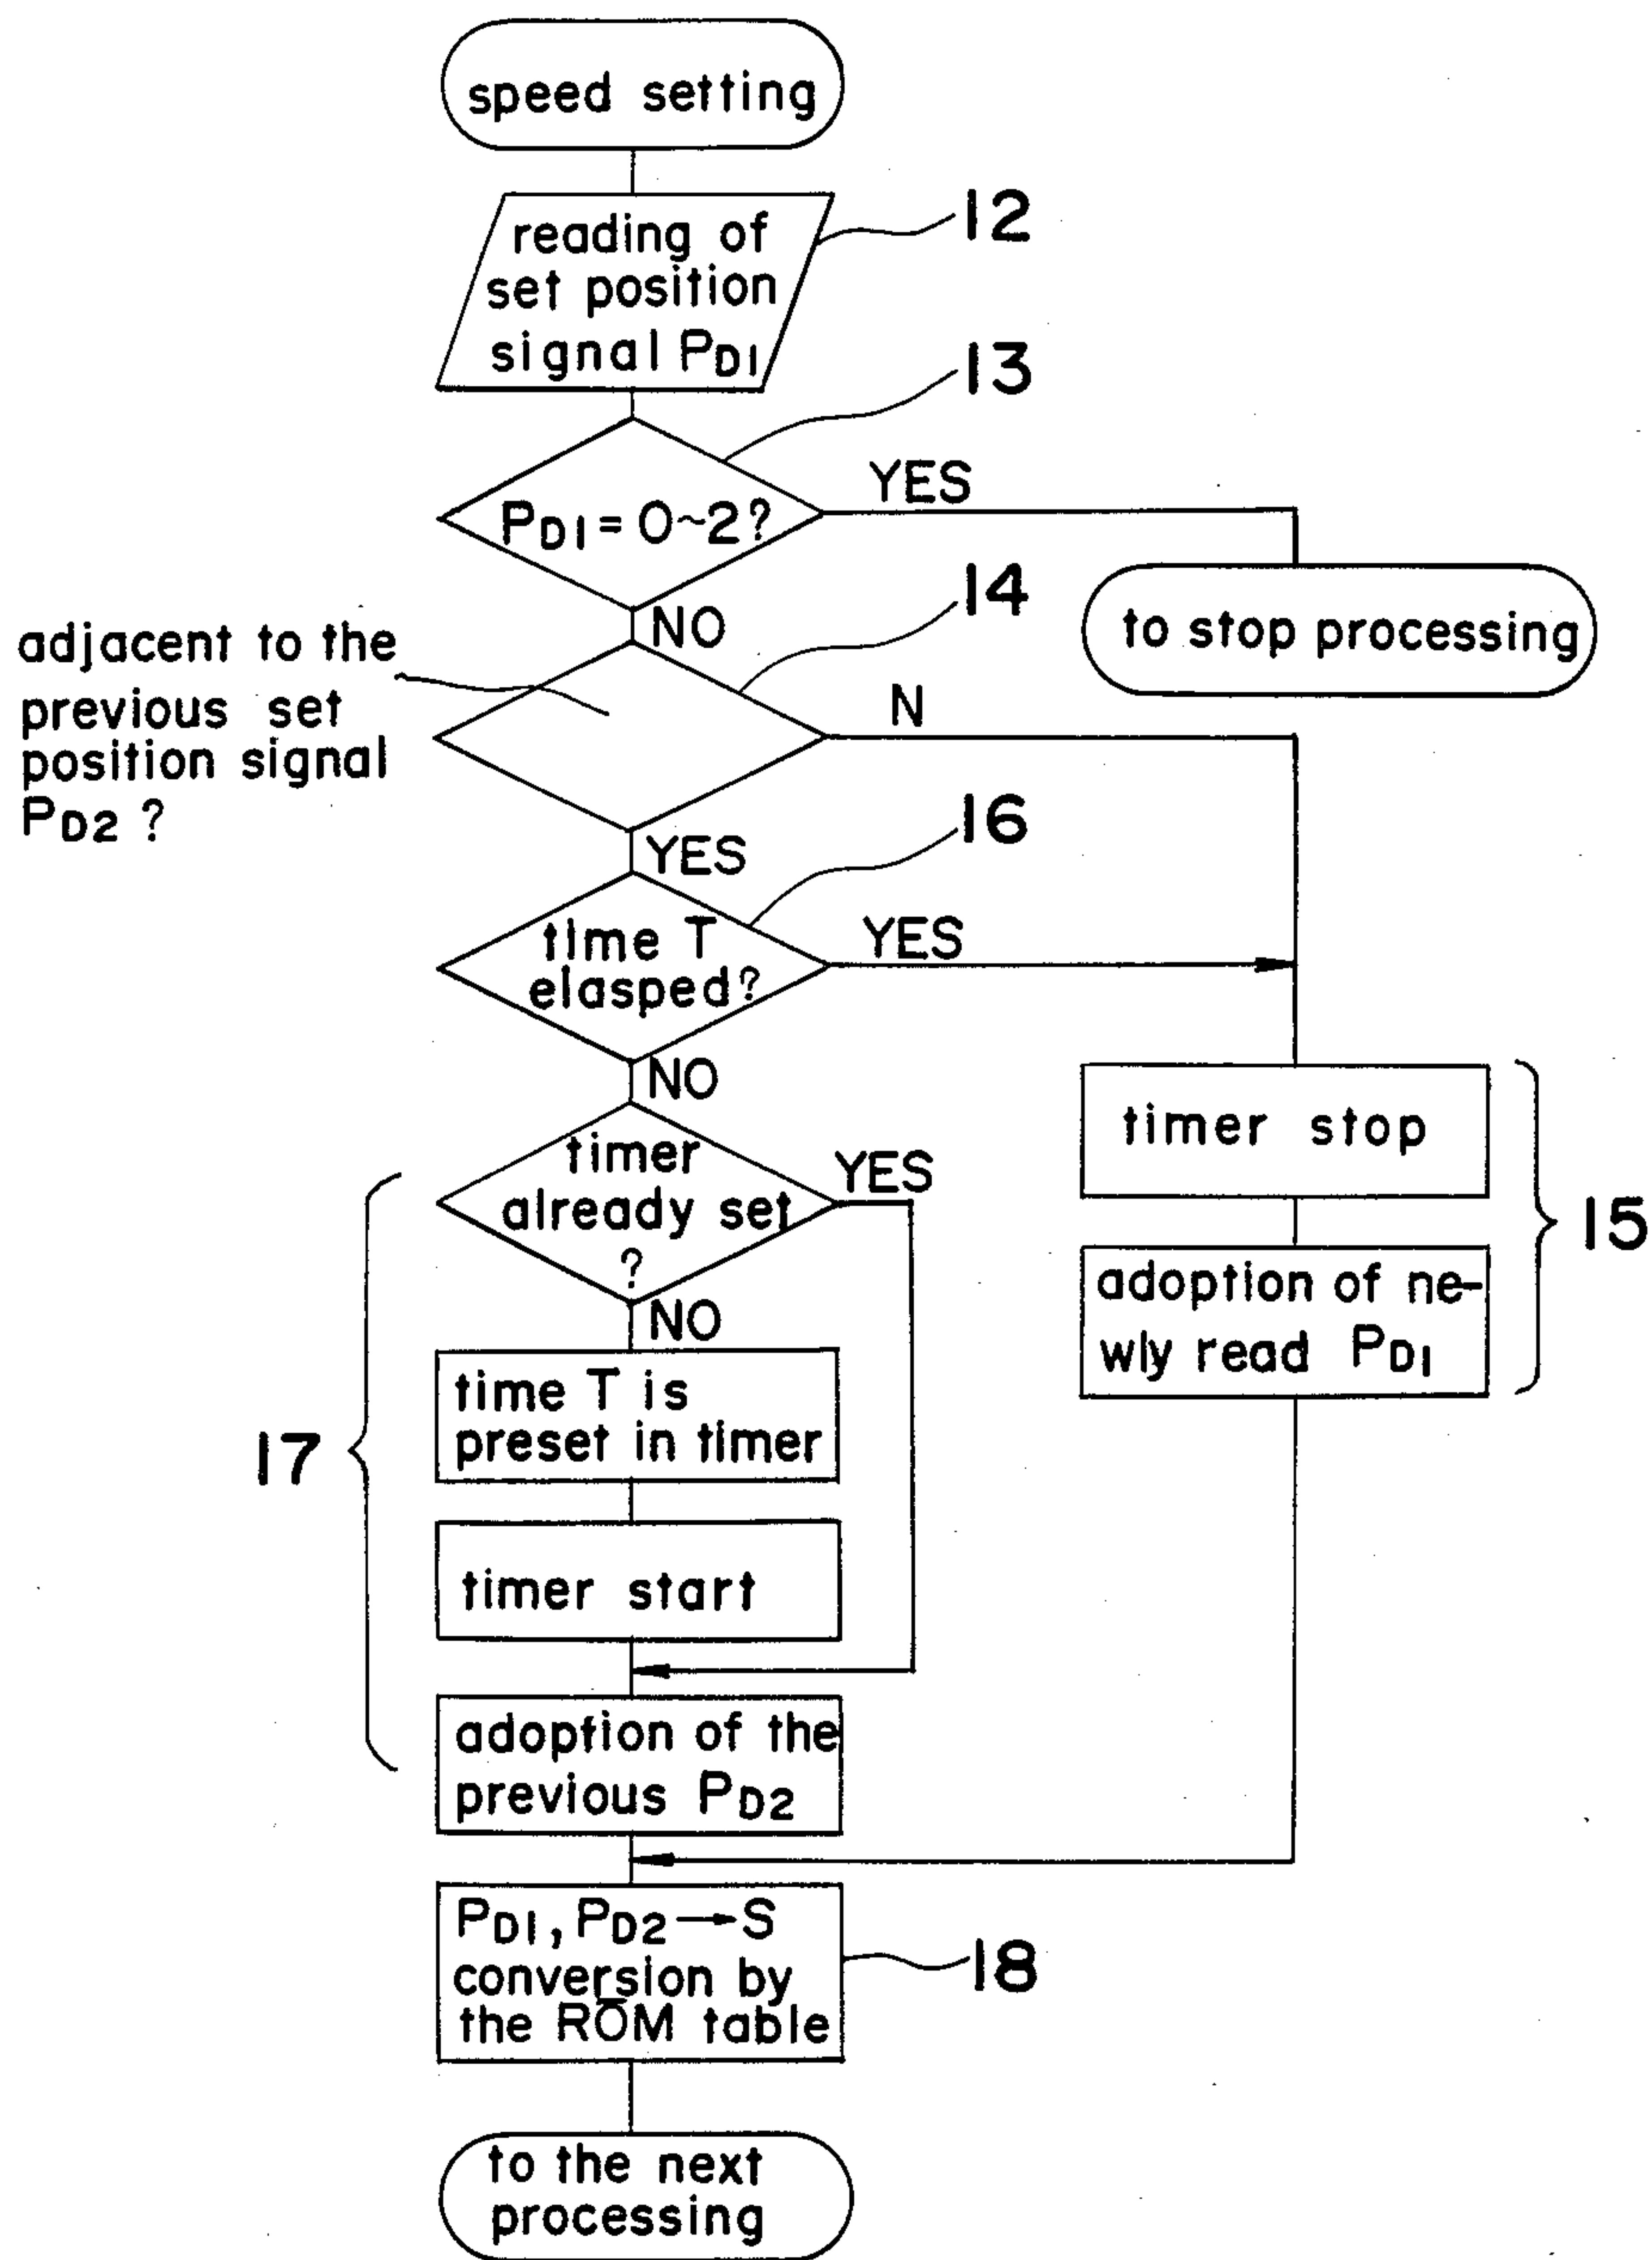 speed setting
reading of
set position
signal PD1
12
13
PD1 = 0~2?
YES
NO
to stop processing
14
adjacent to the
previous set
position signal
PD2 ?
N
YES
16
time T
elasped?
YES
NO
timer
already set
?
YES
NO
timer stop
adoption of ne-
wly read PD1
15
time T is
preset in timer
timer start
17
adoption of the
previous PD2
PD1, PD2→S
conversion by
the ROM table
18
to the next
processing